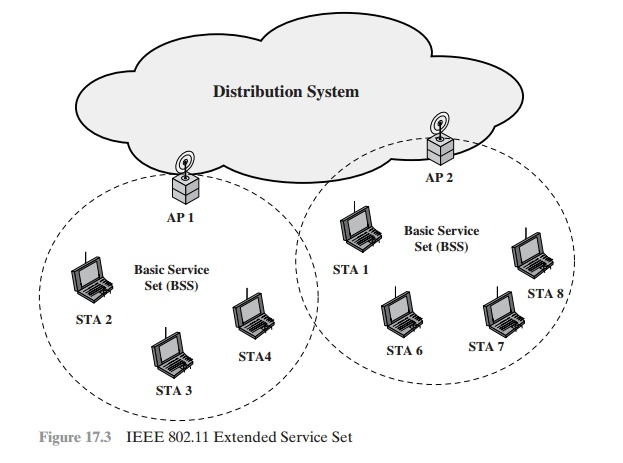 Distribution System
AP 2
AP 1
Basic Service
Set (BSS)
STA 1
Basic Service
Set (BSS)
STA 8
STA 2
STA4
STA 6
STA 7
STA 3
Figure 17.3 IEEE 802.11 Extended Service Set